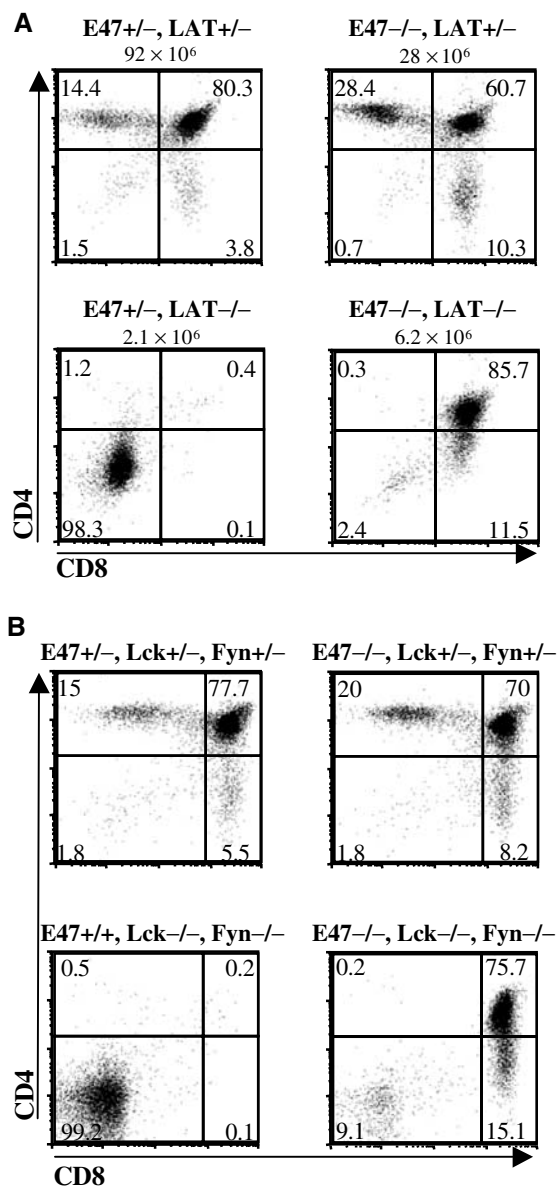 A
E47+/–, LAT+/–
92 × 10⁶
E47–/–, LAT+/–
28 × 10⁶
14.4
80.3
28.4
60.7
1.5
3.8
0.7
10.3
E47+/–, LAT–/–
2.1 × 10⁶
E47–/–, LAT–/–
6.2 × 10⁶
1.2
0.4
0.3
85.7
98.3
0.1
2.4
11.5
CD4
CD8
B
E47+/–, Lck+/–, Fyn+/–
E47–/–, Lck+/–, Fyn+/–
15
77.7
20
70
1.8
5.5
1.8
8.2
E47+/+, Lck–/–, Fyn–/–
E47–/–, Lck–/–, Fyn–/–
0.5
0.2
0.2
75.7
99.2
0.1
9.1
15.1
CD4
CD8